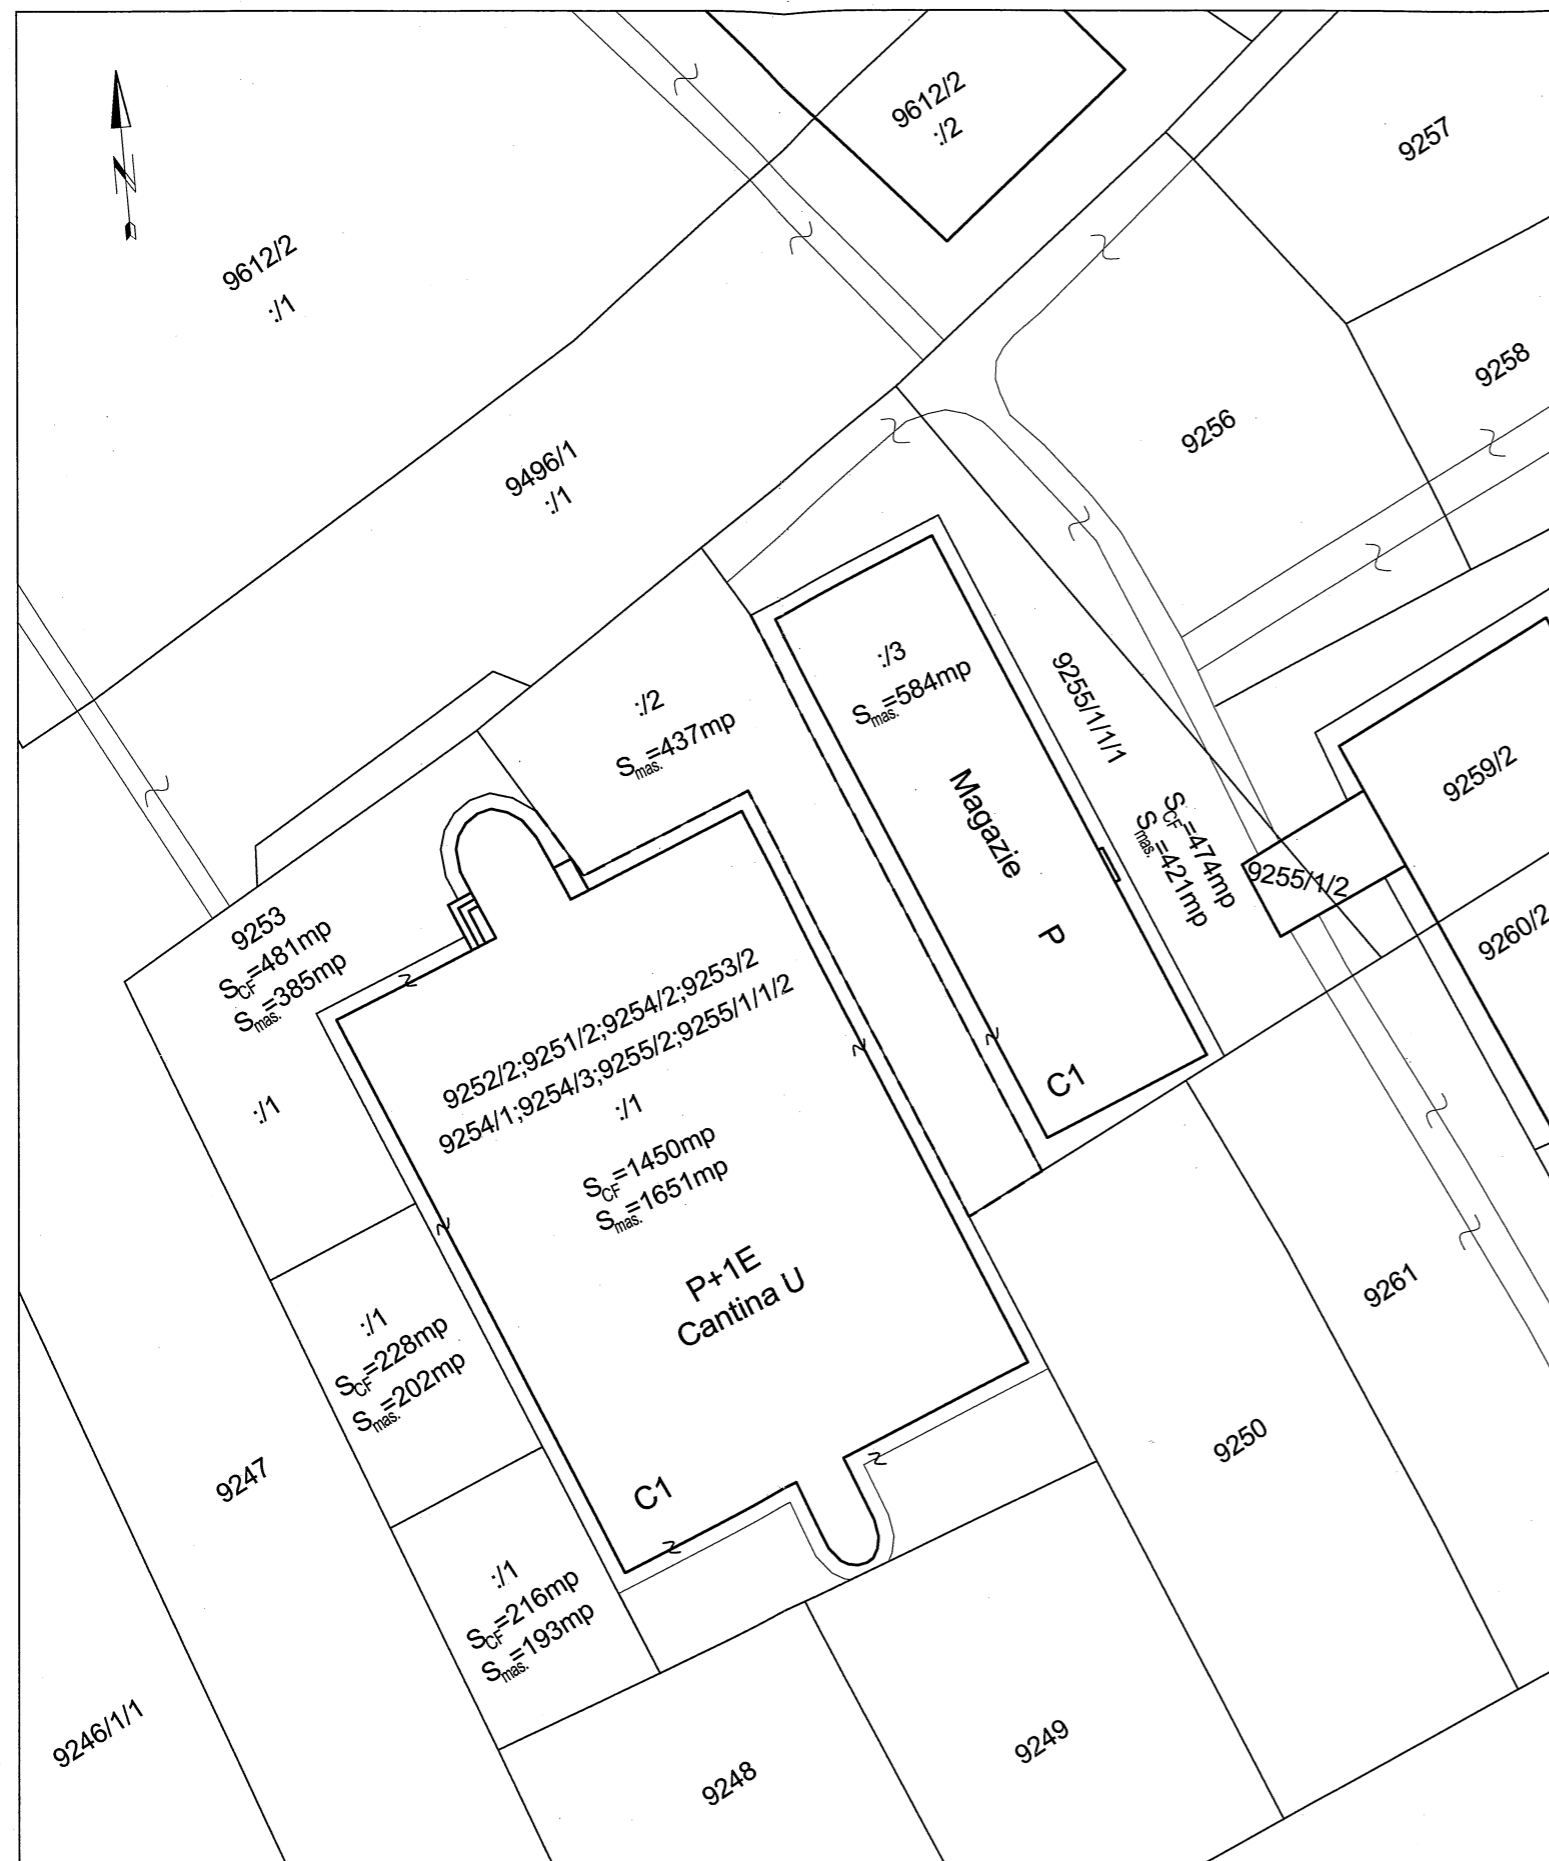 9612/2
:/2
9257
N
9612/2
:/1
9258
9256
9496/1
:/1
:/3
Smas.=584mp
9255/1/1/1
:/2
Smas.=437mp
Magazie P
SCF=474mp
Smas.=421mp
9259/2
9255/1/2
9260/2
9253
SCF=481mp
Smas.=385mp
:/1
9252/2;9251/2;9254/2;9253/2
9254/1;9254/3;9255/2;9255/1/1/2
:/1
SCF=1450mp
Smas.=1651mp
C1
P+1E
Cantina U
9261
:/1
SCF=228mp
Smas.=202mp
9250
9247
C1
:/1
SCF=216mp
Smas.=193mp
9246/1/1
9249
9248